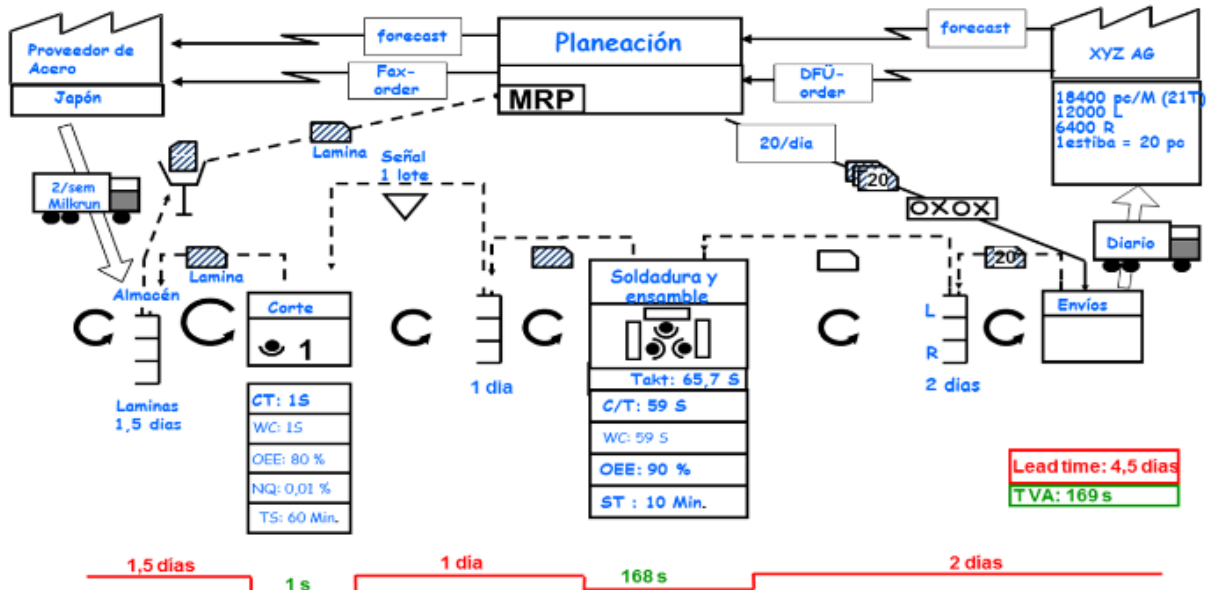 Proveedor de
Acero
Japón
forecast
Fax-
order
Planeación
MRP
forecast
DFÜ-
order
XYZ AG
18400 pc/M (21T)
12000 L
6400 R
1estiba = 20 pc
2/sem
Milkrun
Lamina
Señal
1 lote
20/dia
20
OXOX
Diario
Lamina
Almacén
Corte
1
Soldadura y
ensamble
20
L
R
Envíos
Laminas
1,5 dias
1 dia
Takt: 65,7 S
2 dias
CT: 1S
WC: 1S
OEE: 80 %
NQ: 0,01 %
TS: 60 Min.
C/T: 59 S
WC: 59 S
OEE: 90 %
ST : 10 Min.
Lead time: 4,5 días
TVA: 169 s
1,5 días
1 s
1 dia
168 s
2 días